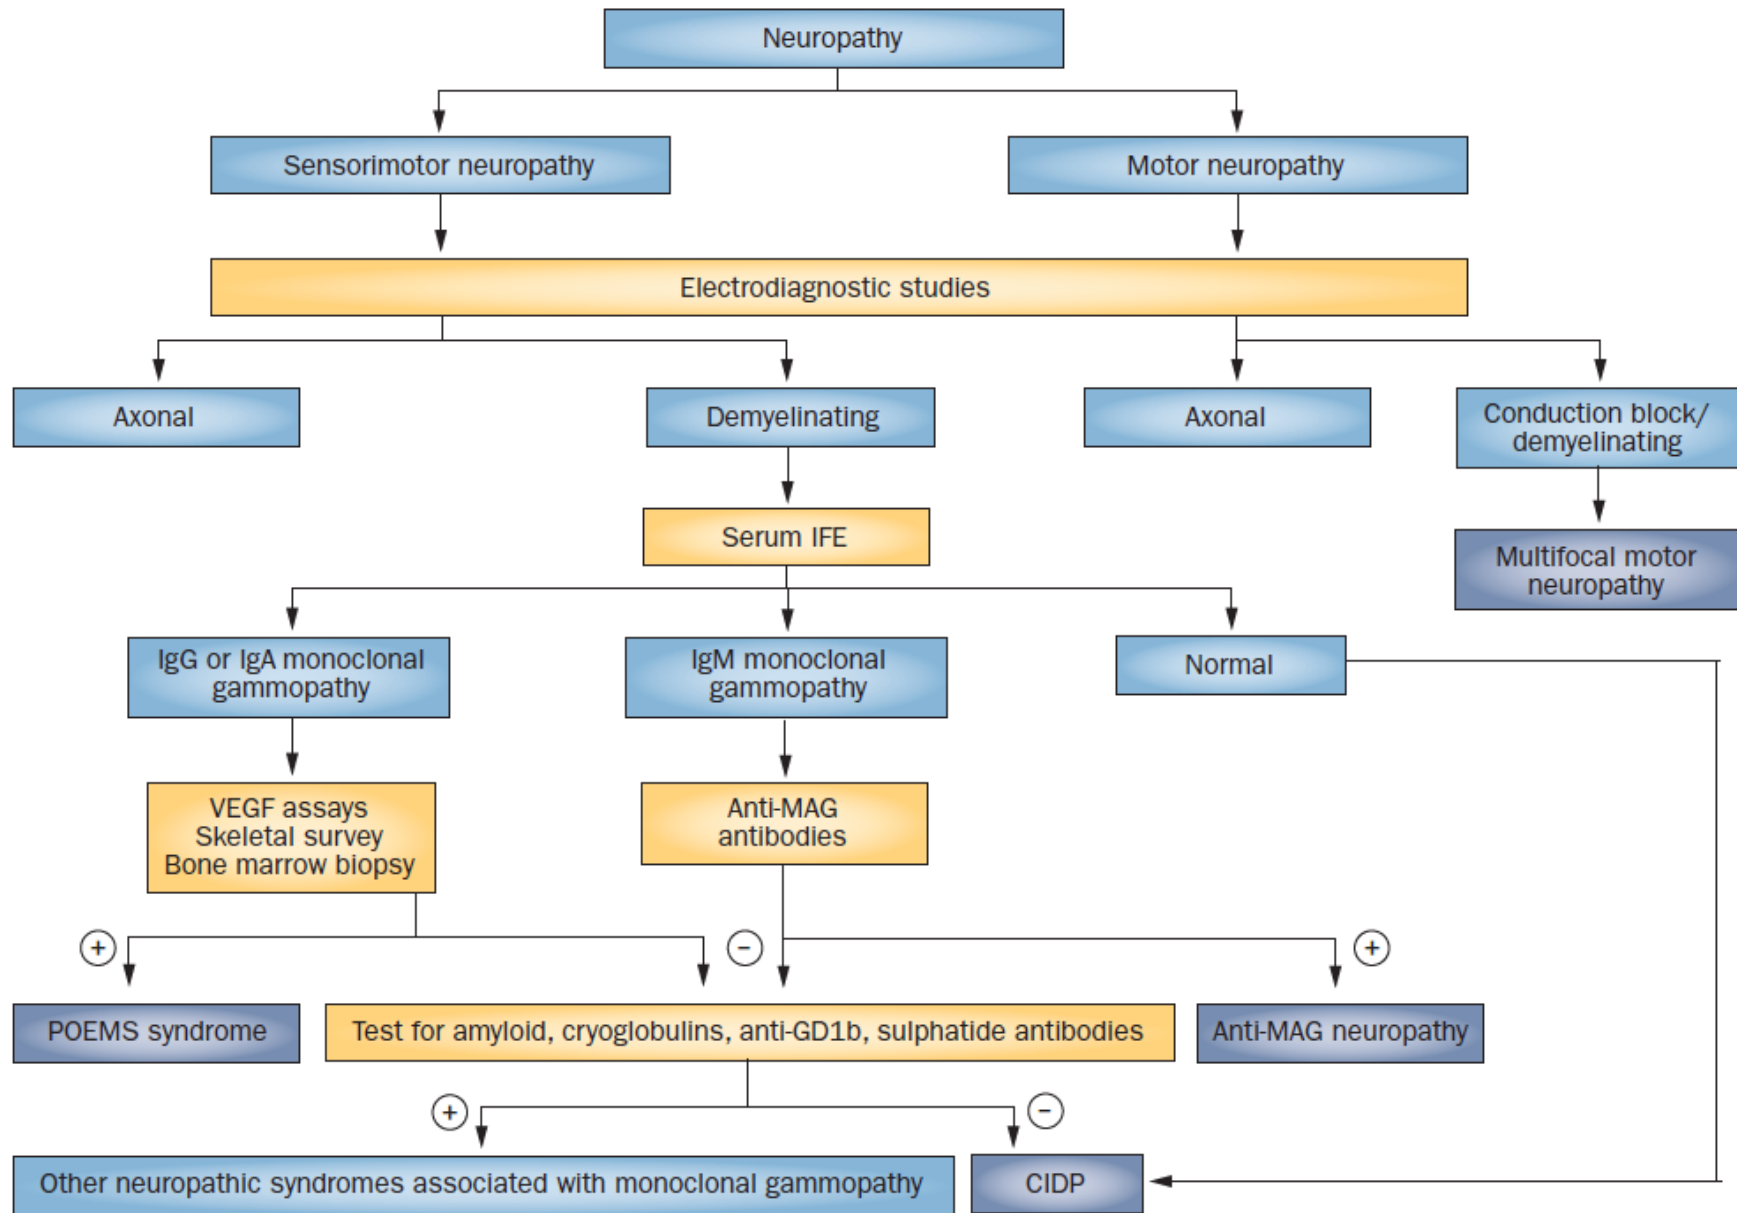 Neuropathy
Sensorimotor neuropathy
Motor neuropathy
Electrodiagnostic studies
Axonal
Demyelinating
Axonal
Conduction block/
demyelinating
Serum IFE
Multifocal motor
neuropathy
IgG or IgA monoclonal
gammopathy
IgM monoclonal
gammopathy
Normal
VEGF assays
Skeletal survey
Bone marrow biopsy
Anti-MAG
antibodies
+
−
+
POEMS syndrome
Test for amyloid, cryoglobulins, anti-GD1b, sulphatide antibodies
Anti-MAG neuropathy
+
−
Other neuropathic syndromes associated with monoclonal gammopathy
CIDP